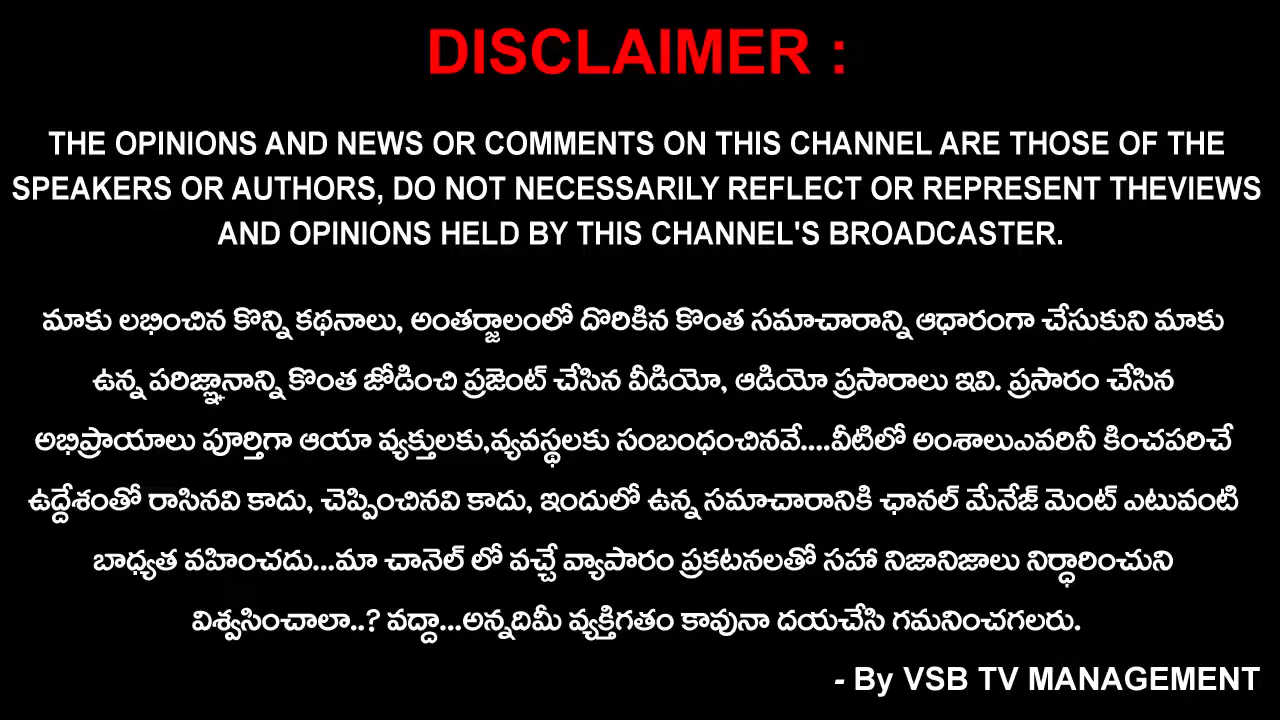 DISCLAIMER :
THE OPINIONS AND NEWS OR COMMENTS ON THIS CHANNEL ARE THOSE OF THE
SPEAKERS OR AUTHORS, DO NOT NECESSARILY REFLECT OR REPRESENT THEVIEWS
AND OPINIONS HELD BY THIS CHANNEL'S BROADCASTER.
మాకు లభించిన కొన్ని కథనాలు, అంతర్జాలంలో దొరికిన కొంత సమాచారాన్ని ఆధారంగా చేసుకుని మాకు
ఉన్న పరిజ్ఞానాన్ని కొంత జోడించి ప్రజెంట్ చేసిన వీడియో, ఆడియో ప్రసారాలు ఇవి. ప్రసారం చేసిన
అభిప్రాయాలు పూర్తిగా ఆయా వ్యక్తులకు,వ్యవస్థలకు సంబంధంచినవే....వీటిలో అంశాలుఎవరినీ కించపరిచే
ఉద్దేశంతో రాసినవి కాదు, చెప్పించినవి కాదు, ఇందులో ఉన్న సమాచారానికి ఛానల్ మేనేజ్ మెంట్ ఎటువంటి
బాధ్యత వహించదు...మా చానెల్ లో వచ్చే వ్యాపారం ప్రకటనలతో సహా నిజానిజాలు నిర్ధారించుని
విశ్వసించాలా..? వద్దా...అన్నదిమీ వ్యక్తిగతం కావునా దయచేసి గమనించగలరు.
- By VSB TV MANAGEMENT